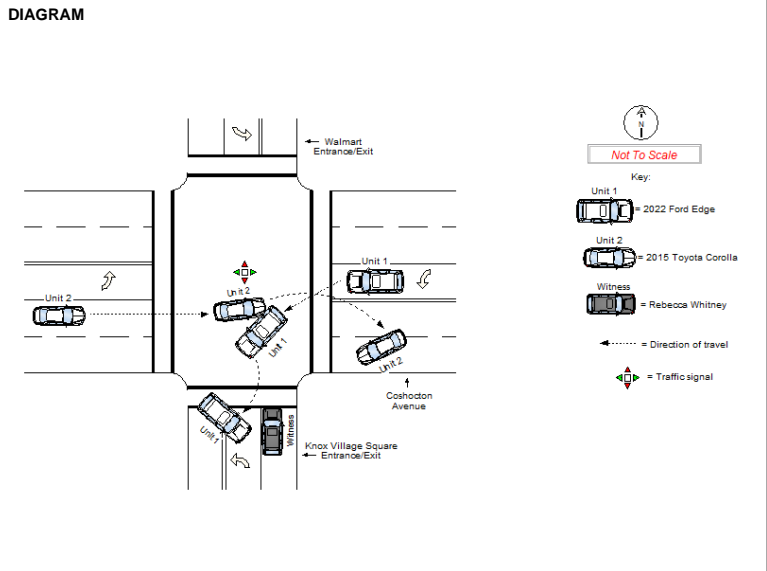 DIAGRAM
Walmart
Entrance/Exit
N
Not To Scale
Key:
Unit 1
= 2022 Ford Edge
Unit 2
= 2015 Toyota Corolla
Witness
= Rebecca Whitney
= Direction of travel
= Traffic signal
Unit 1
Unit 2
Unit 2
Unit 1
Unit 2
Coshocton
Avenue
Unit 1
Witness
Knox Village Square
Entrance/Exit